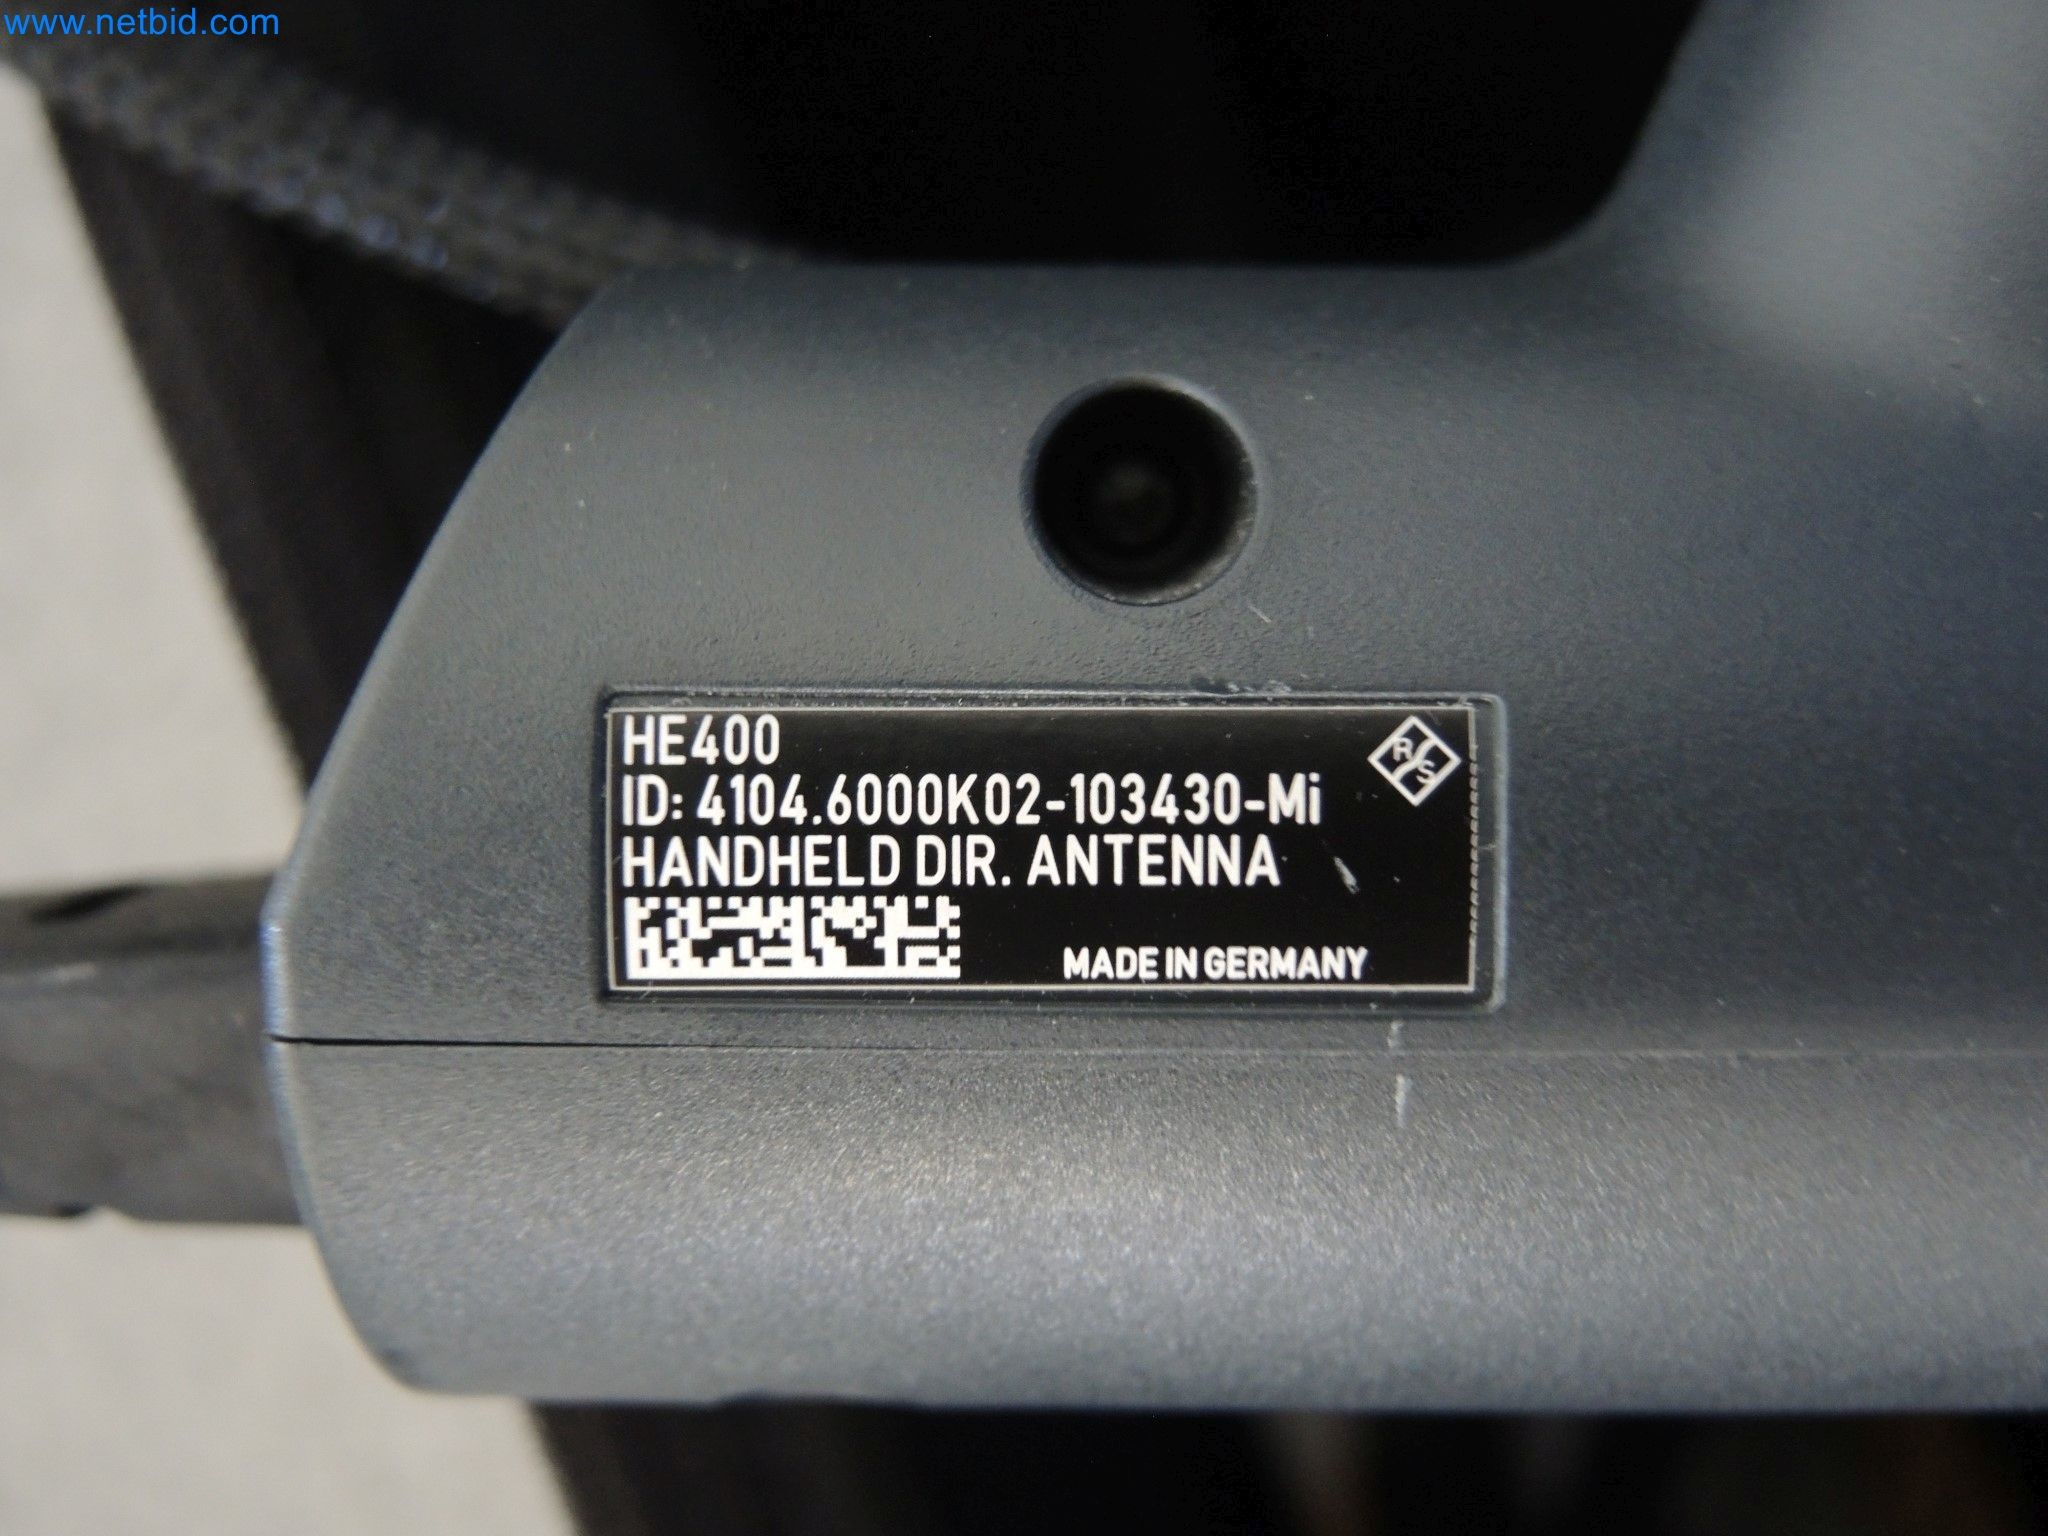 www.netbid.com
HE400
R S
ID: 4104.6000K02-103430-Mi
HANDHELD DIR. ANTENNA
MADE IN GERMANY